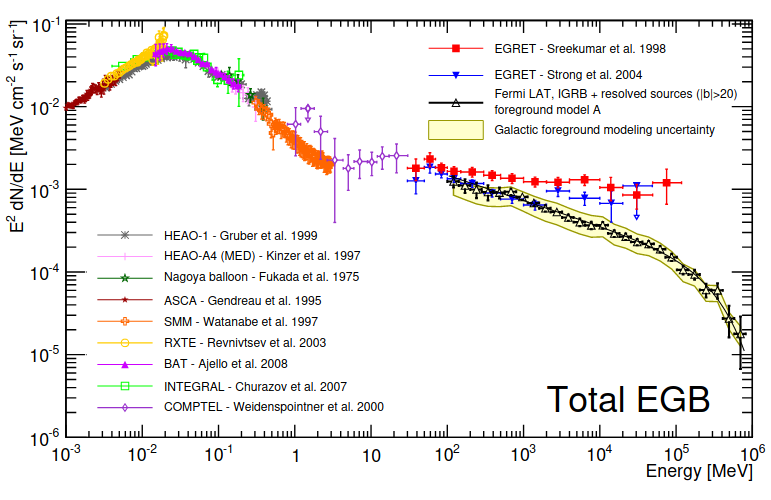 E² dN/dE [MeV cm⁻² s⁻¹ sr⁻¹]
10⁻¹
10⁻²
10⁻³
10⁻⁴
10⁻⁵
10⁻⁶
EGRET - Sreekumar et al. 1998
EGRET - Strong et al. 2004
Fermi LAT, IGRB + resolved sources (|b|>20)
foreground model A
Galactic foreground modeling uncertainty
HEAO-1 - Gruber et al. 1999
HEAO-A4 (MED) - Kinzer et al. 1997
Nagoya balloon - Fukada et al. 1975
ASCA - Gendreau et al. 1995
SMM - Watanabe et al. 1997
RXTE - Revnivtsev et al. 2003
BAT - Ajello et al. 2008
INTEGRAL - Churazov et al. 2007
COMPTEL - Weidenspointner et al. 2000
Total EGB
10⁻³ 10⁻² 10⁻¹ 1 10 10² 10³ 10⁴ 10⁵ 10⁶
Energy [MeV]